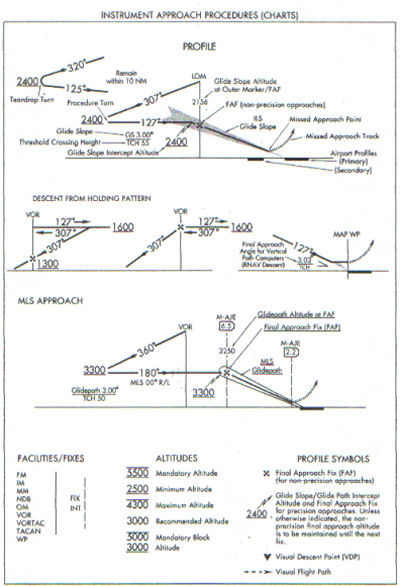 INSTRUMENT APPROACH PROCEDURES (CHARTS)
PROFILE
320°
2400
125°
Teardrop Turn
Remain
within 10 NM
LOM
Glide Slope Altitude
at Outer Marker/FAF
Procedure Turn
307°
2156
FAF (non-precision approaches)
2400
127°
ILS
Glide Slope
Missed Approach Point
Glide Slope
GS 3.00°
Threshold Crossing Height
TCH 55
2400
Missed Approach Track
Glide Slope Intercept Altitude
Airport Profiles
(Primary)
(Secondary)
DESCENT FROM HOLDING PATTERN
VOR
127°
307°
1600
1300
VOR
127°
307°
1600
307°
Final Approach
Angle for Vertical
Path Computers
(RNAV Descent)
127°
3.02
TCH
MAP WP
MLS APPROACH
VOR
M-AJE
6.5
Glidepath Altitude at FAF
Final Approach Fix (FAF)
M-AJE
2.2
360°
3250
3300
180°
MLS 00° R/L
MLS
Glidepath
Glidepath 3.00°
TCH 50
3300
FACILITIES/FIXES
FM
IM
MM
NDB
OM
VOR
VORTAC
TACAN
WP
FIX
INT
ALTITUDES
5500 Mandatory Altitude
2500 Minimum Altitude
4300 Maximum Altitude
3000 Recommended Altitude
5000 Mandatory Block
3000 Altitude
PROFILE SYMBOLS
Final Approach Fix (FAF)
(for non-precision approaches)
2400
Glide Slope/Glide Path Intercept
Altitude and Final Approach Fix
for precision approaches. Unless
otherwise indicated, the non-
precision final approach altitude
is to be maintained until the next
fix.
Visual Descent Point (VDP)
Visual Flight Path